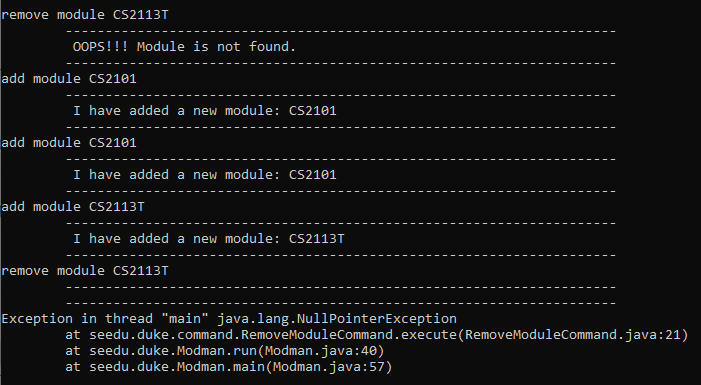 remove module CS2113T
---------------------------------------------------------------------
OOPS!!! Module is not found.
---------------------------------------------------------------------
add module CS2101
---------------------------------------------------------------------
I have added a new module: CS2101
---------------------------------------------------------------------
add module CS2101
---------------------------------------------------------------------
I have added a new module: CS2101
---------------------------------------------------------------------
add module CS2113T
---------------------------------------------------------------------
I have added a new module: CS2113T
---------------------------------------------------------------------
remove module CS2113T
---------------------------------------------------------------------
---------------------------------------------------------------------
Exception in thread "main" java.lang.NullPointerException
at seedu.duke.command.RemoveModuleCommand.execute(RemoveModuleCommand.java:21)
at seedu.duke.Modman.run(Modman.java:40)
at seedu.duke.Modman.main(Modman.java:57)